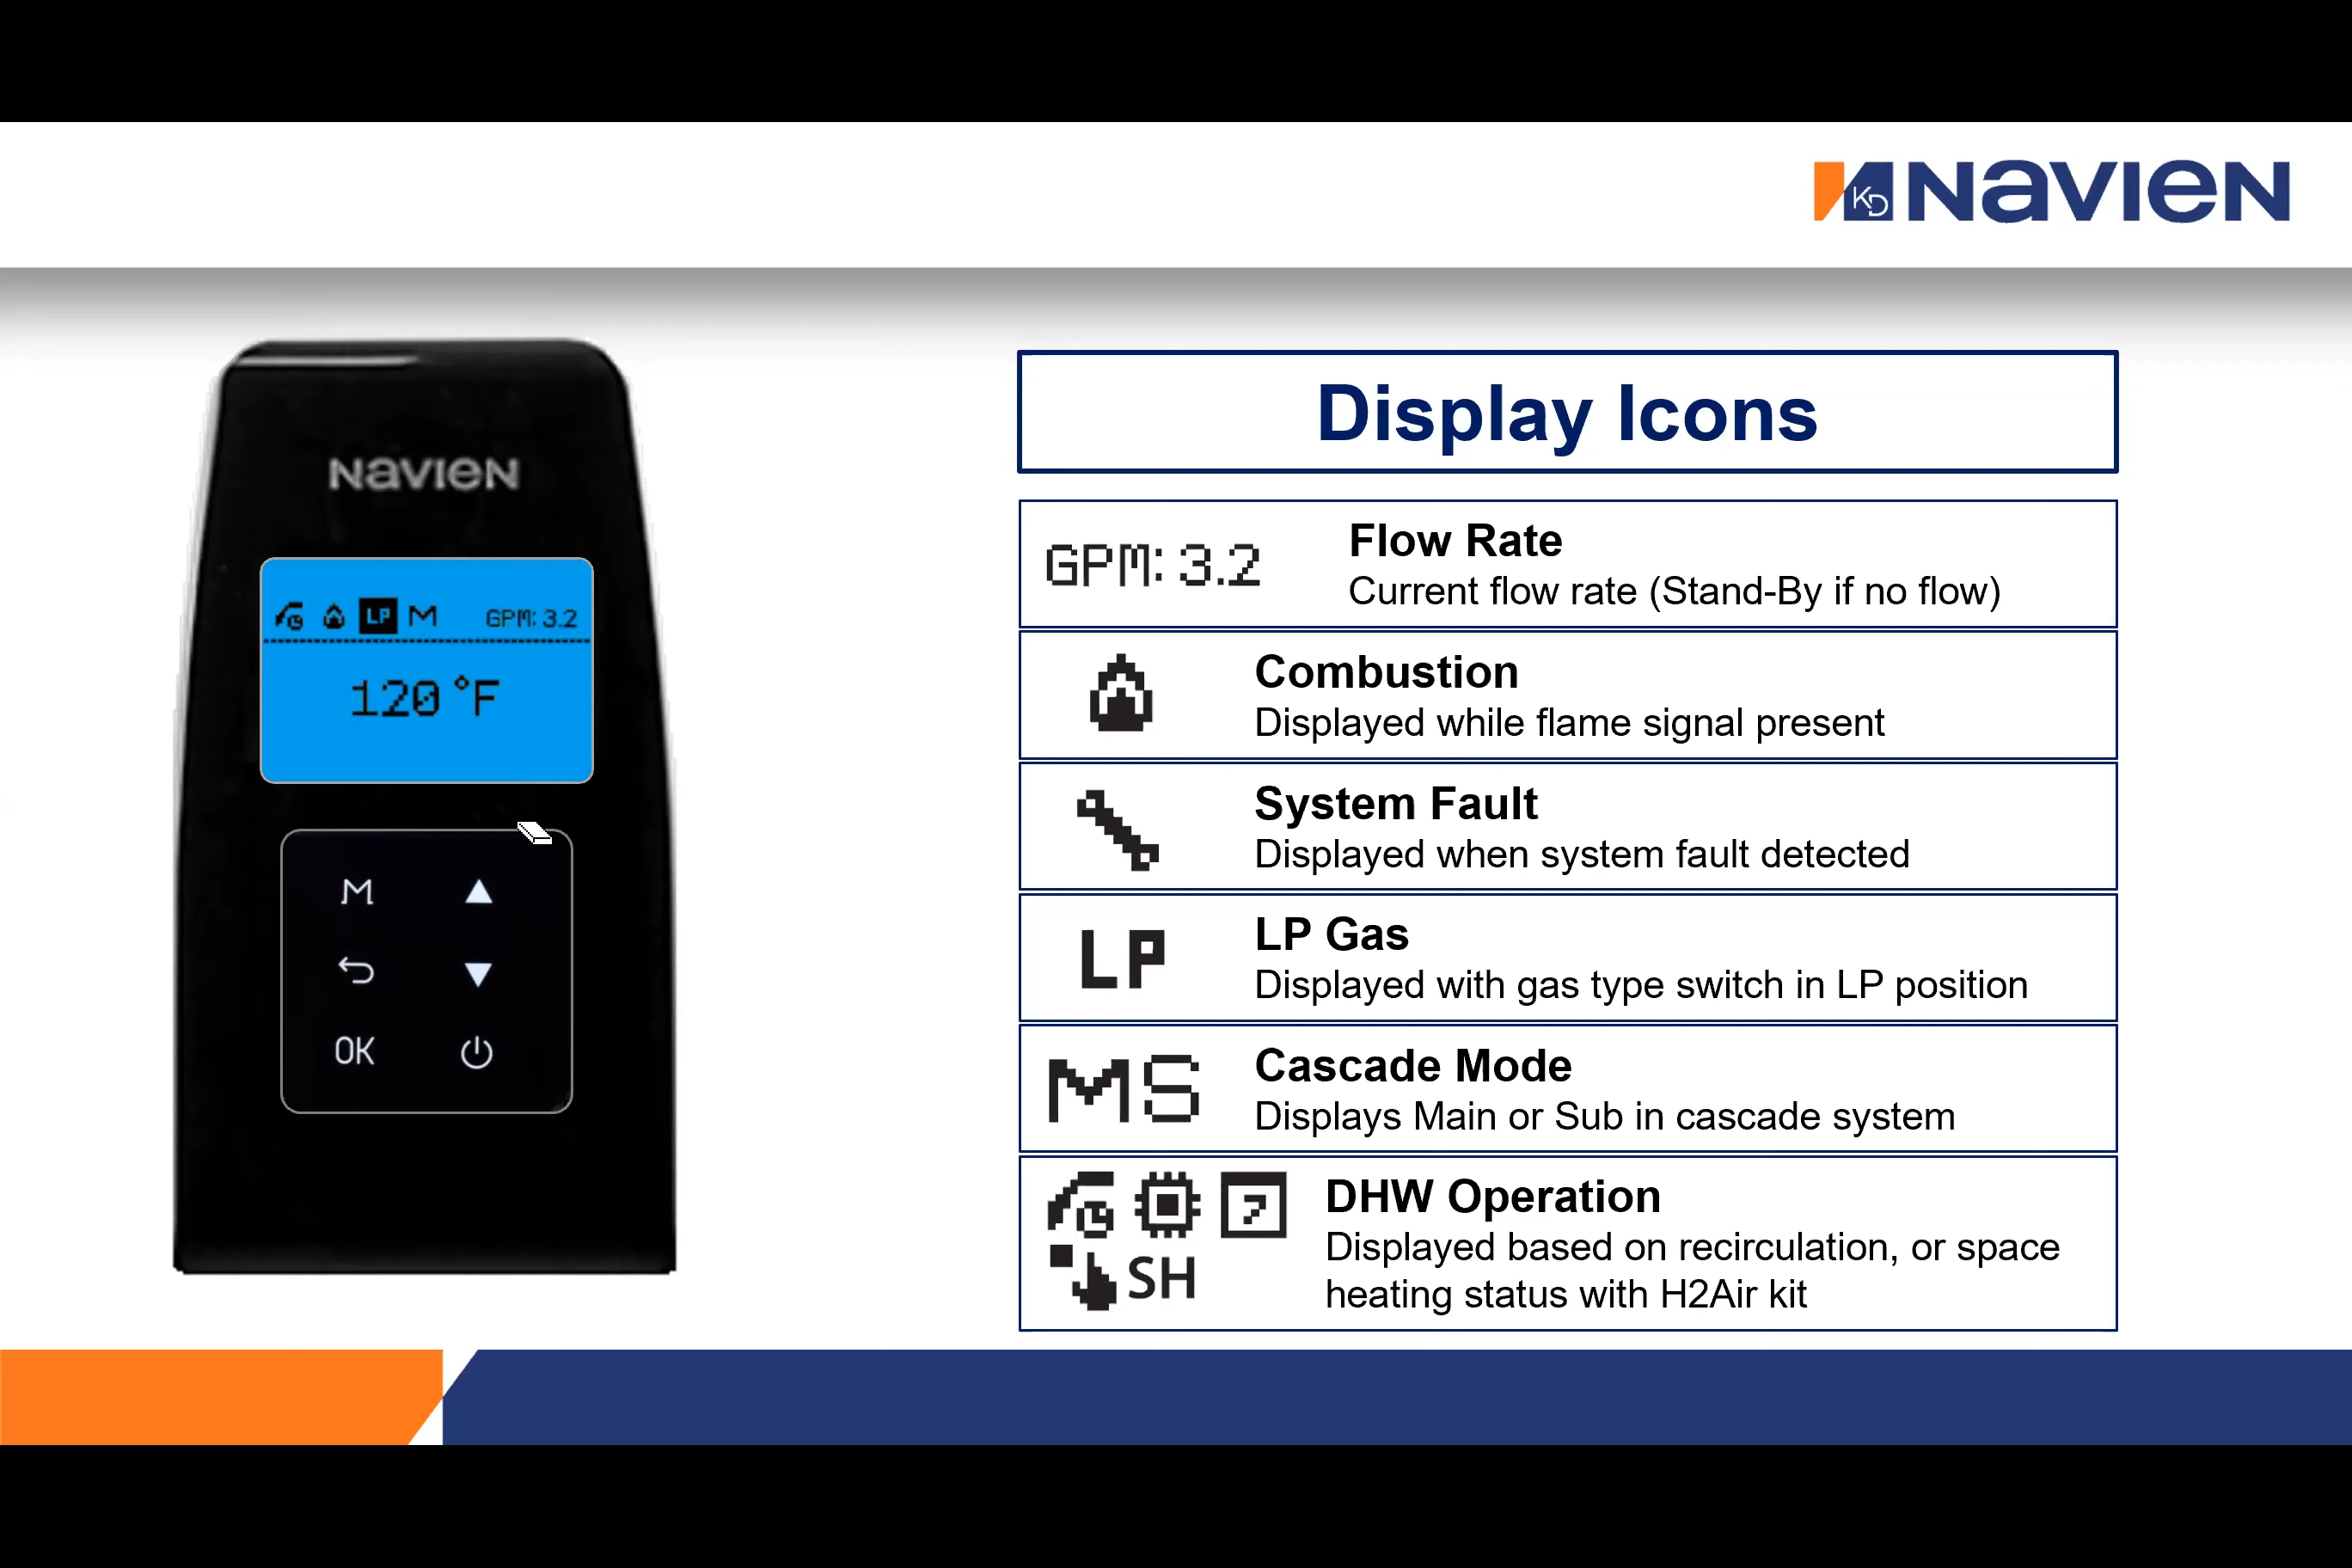 KD NAVIEN
NAVIEN
LP M GPM: 3.2
120 °F
M
OK
Display Icons
GPM: 3.2
Flow Rate
Current flow rate (Stand-By if no flow)
Combustion
Displayed while flame signal present
System Fault
Displayed when system fault detected
LP
LP Gas
Displayed with gas type switch in LP position
MS
Cascade Mode
Displays Main or Sub in cascade system
7
SH
DHW Operation
Displayed based on recirculation, or space
heating status with H2Air kit